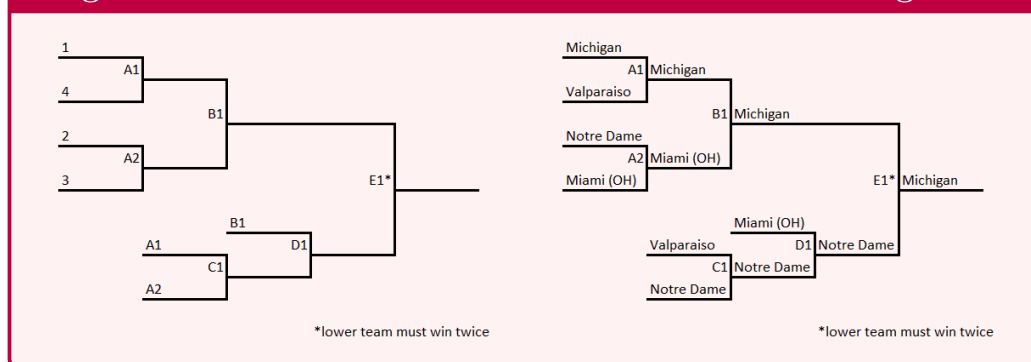 1
A1
4
B1
2
A2
3
E1*
B1
A1
D1
C1
A2
*lower team must win twice
Michigan
A1 Michigan
Valparaiso
B1 Michigan
Notre Dame
A2 Miami (OH)
Miami (OH)
E1* Michigan
Miami (OH)
Valparaiso
D1 Notre Dame
C1 Notre Dame
Notre Dame
*lower team must win twice